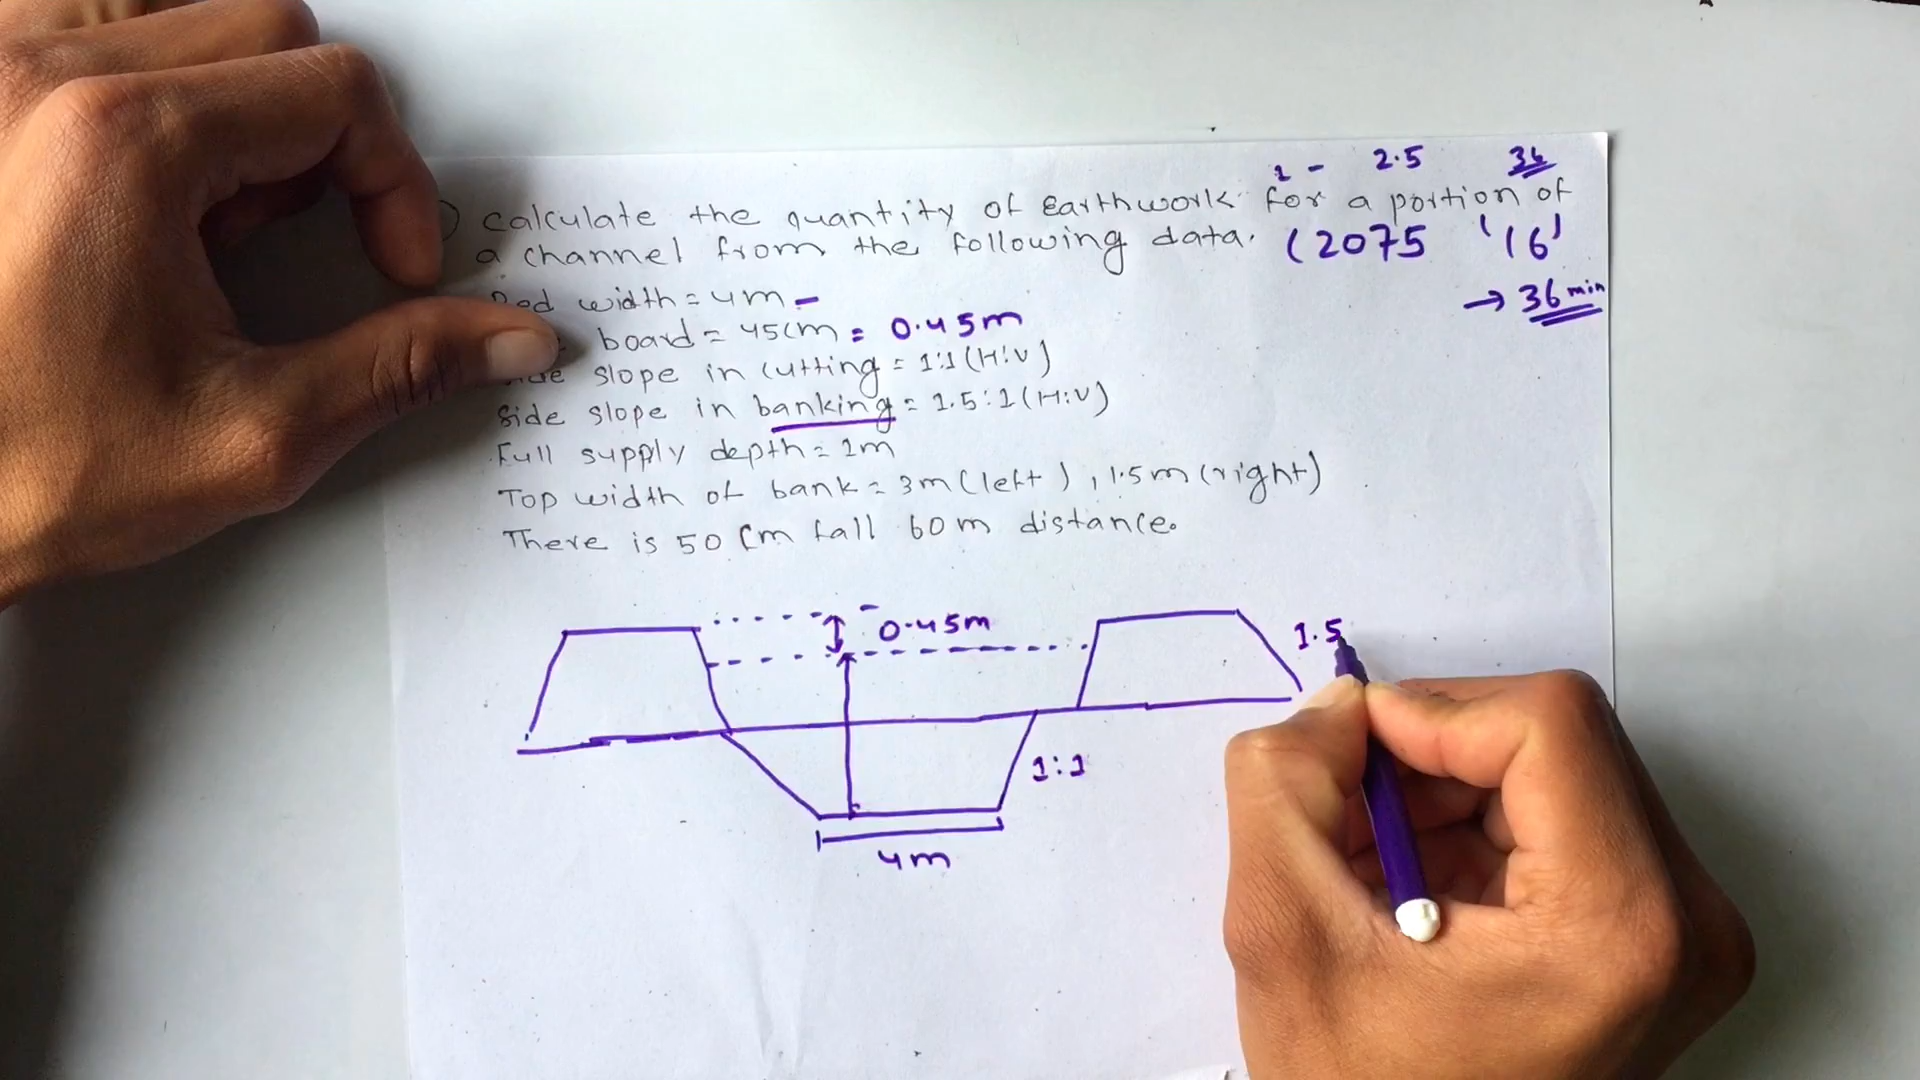 1 - 2.5 36
Calculate the quantity of Earthwork for a portion of
a channel from the following data. (2075 '16'
→ 36 min
Bed width = 4m -
board = 45cm = 0.45m
Side slope in cutting = 1:1 (H:V)
Side slope in banking = 1.5:1 (H:V)
Full supply depth = 1m
Top width of bank = 3m (left), 1.5m (right)
There is 50 cm fall 60m distance.
0.45m
1.5
1:1
4m